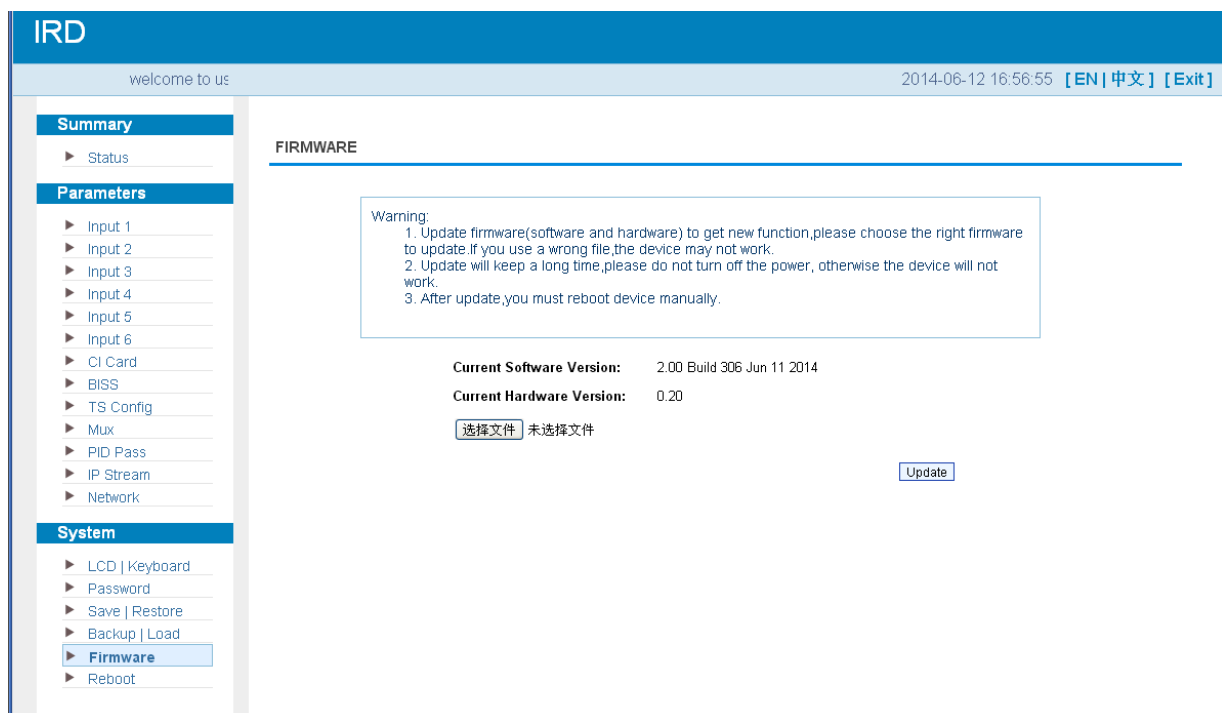 IRD
welcome to us
2014-06-12 16:56:55 [ EN | 中文 ] [ Exit ]
Summary
Status
Parameters
Input 1
Input 2
Input 3
Input 4
Input 5
Input 6
CI Card
BISS
TS Config
Mux
PID Pass
IP Stream
Network
System
LCD | Keyboard
Password
Save | Restore
Backup | Load
Firmware
Reboot
FIRMWARE
Warning:
1. Update firmware(software and hardware) to get new function,please choose the right firmware
to update.If you use a wrong file,the device may not work.
2. Update will keep a long time,please do not turn off the power, otherwise the device will not
work.
3. After update,you must reboot device manually.
Current Software Version: 2.00 Build 306 Jun 11 2014
Current Hardware Version: 0.20
选择文件 未选择文件
Update